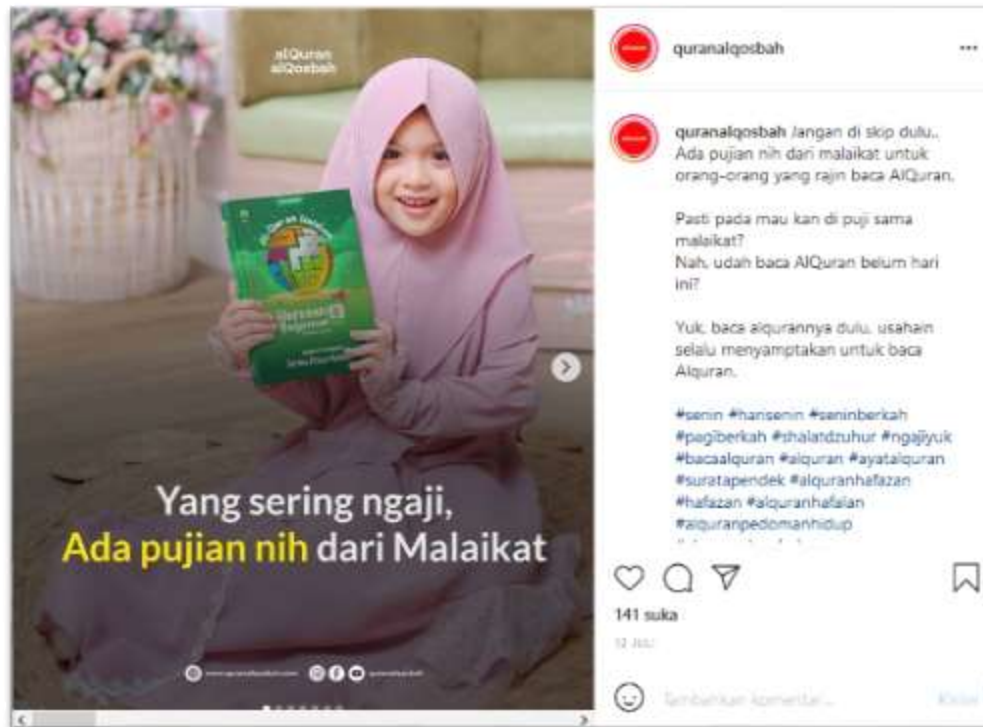 alQuran
alQosbah
Yang sering ngaji,
Ada pujian nih dari Malaikat
quranalqosbah
quranalqosbah Jangan di skip dulu..
Ada pujian nih dari malaikat untuk
orang-orang yang rajin baca AlQuran.
Pasti pada mau kan di puji sama
malaikat?
Nah, udah baca AlQuran belum hari
ini?
Yuk, baca alqurannya dulu, usahain
selalu menyamptakan untuk baca
Alquran.
#senin #harisenin #seninberkah
#pagiberkah #shalatdzuhur #ngajiyuk
#bacaalquran #alquran #ayatalquran
#suratapendek #alquranhafazan
#hafazan #alquranhafalan
#alquranpedomanhidup
141 suka
12 JULI
Tambahkan komentar...
Kirim